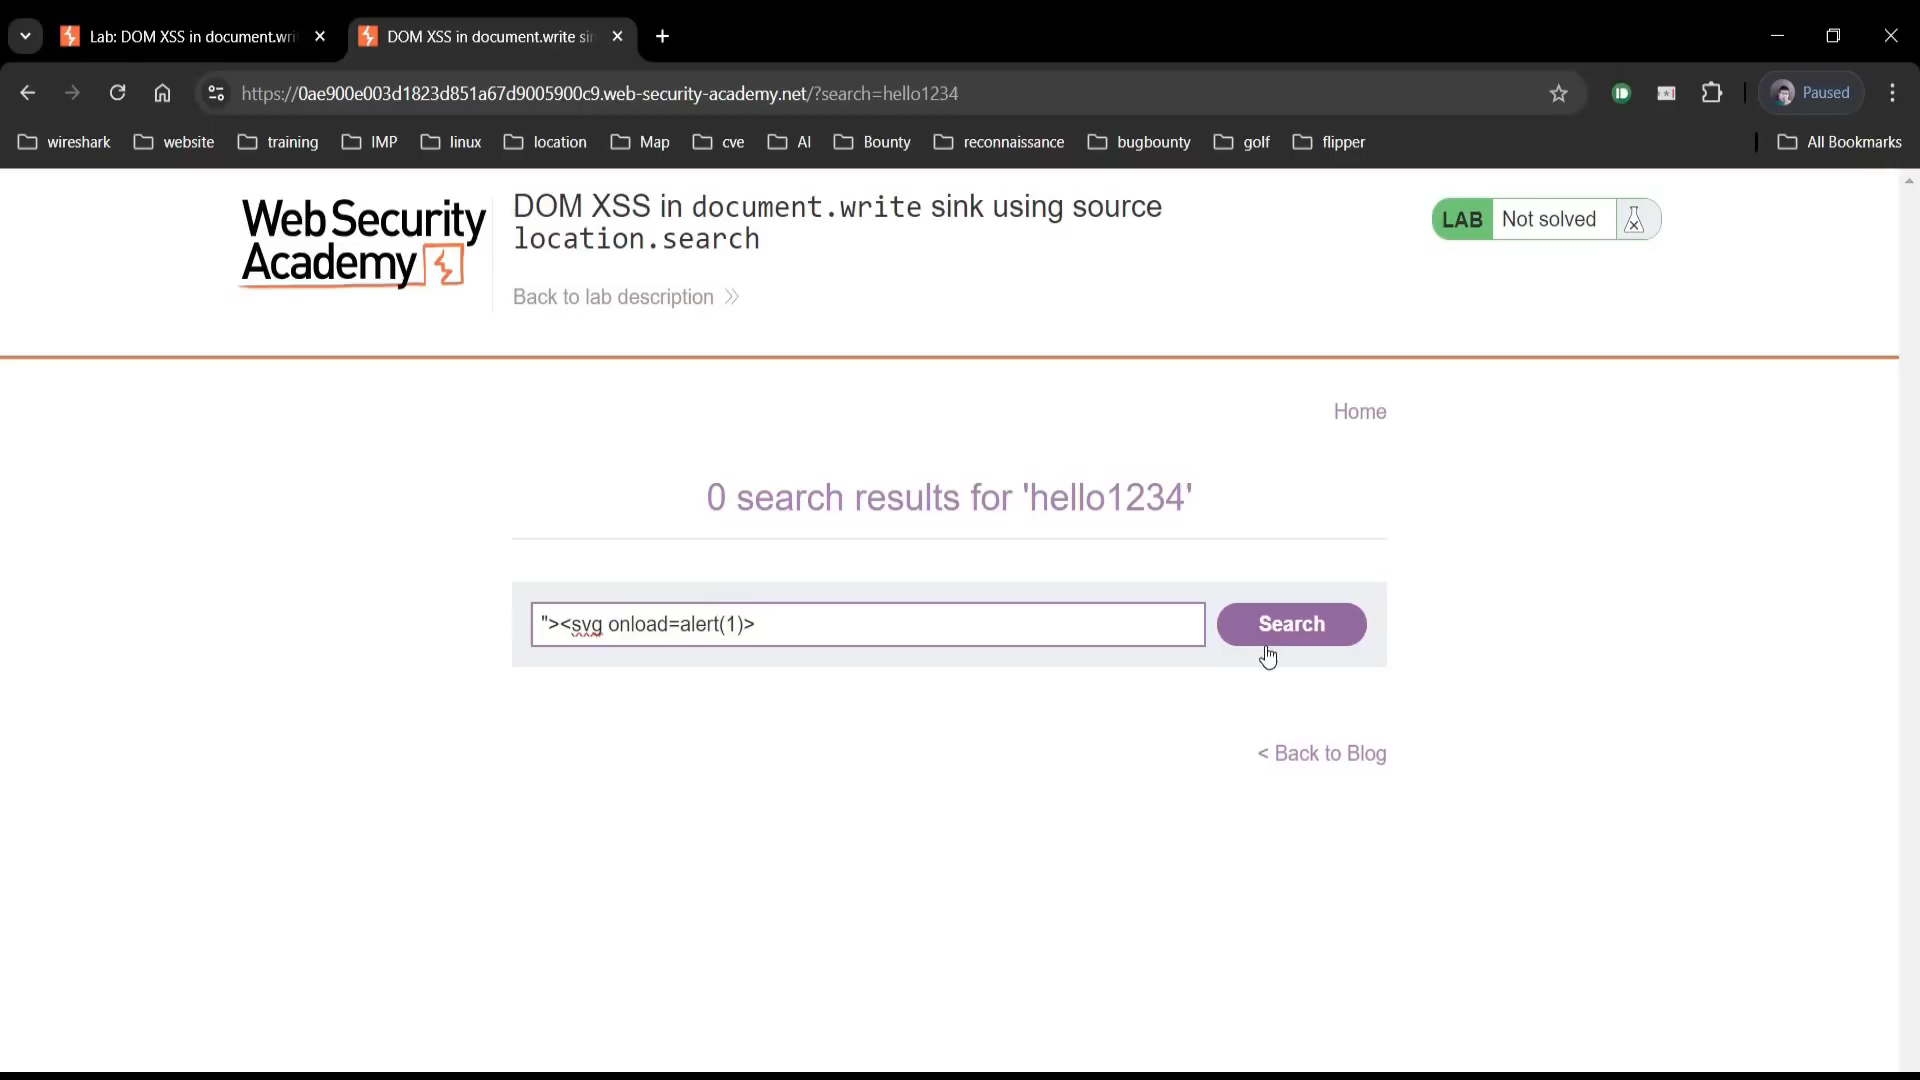 Lab: DOM XSS in document.wri
DOM XSS in document.write sin
https://0ae900e003d1823d851a67d9005900c9.web-security-academy.net/?search=hello1234
Paused
wireshark website training IMP linux location Map cve AI Bounty reconnaissance bugbounty golf flipper All Bookmarks
Web Security
Academy
DOM XSS in document.write sink using source
location.search
Back to lab description
LAB Not solved
Home
0 search results for 'hello1234'
"><svg onload=alert(1)>
Search
< Back to Blog